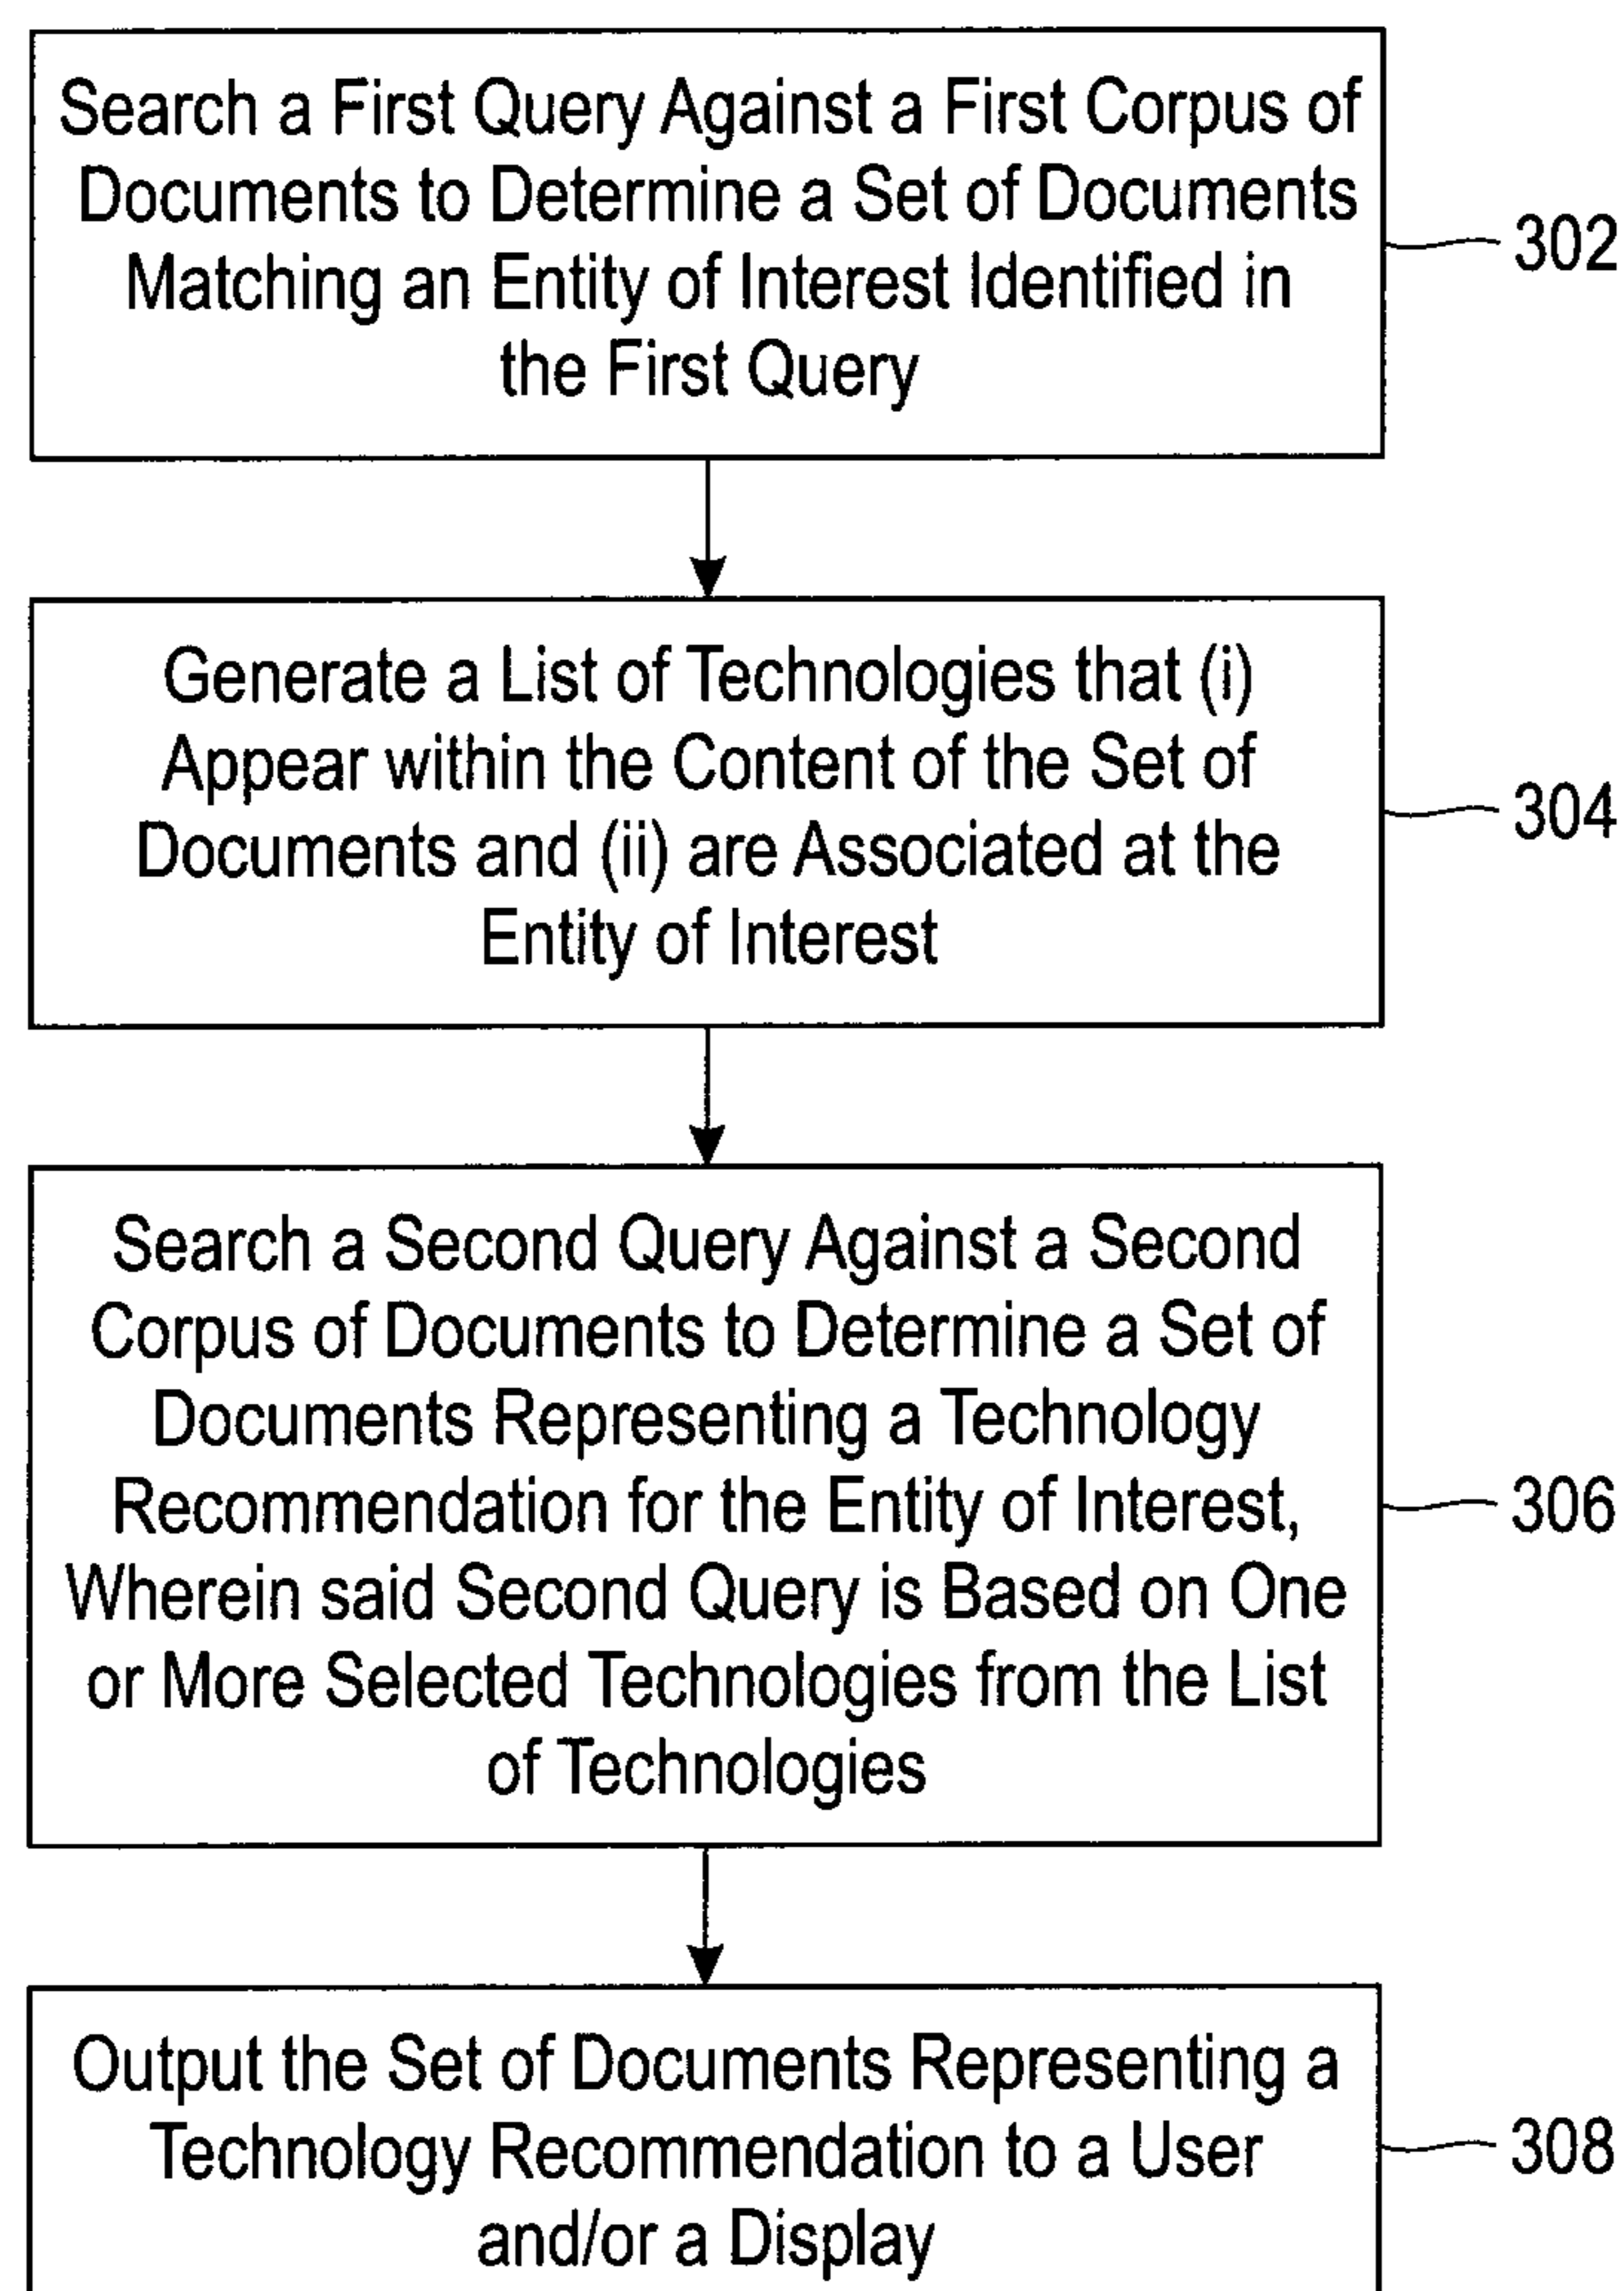 Search a First Query Against a First Corpus of
Documents to Determine a Set of Documents
Matching an Entity of Interest Identified in
the First Query
302
Generate a List of Technologies that (i)
Appear within the Content of the Set of
Documents and (ii) are Associated at the
Entity of Interest
304
Search a Second Query Against a Second
Corpus of Documents to Determine a Set of
Documents Representing a Technology
Recommendation for the Entity of Interest,
Wherein said Second Query is Based on One
or More Selected Technologies from the List
of Technologies
306
Output the Set of Documents Representing a
Technology Recommendation to a User
and/or a Display
308